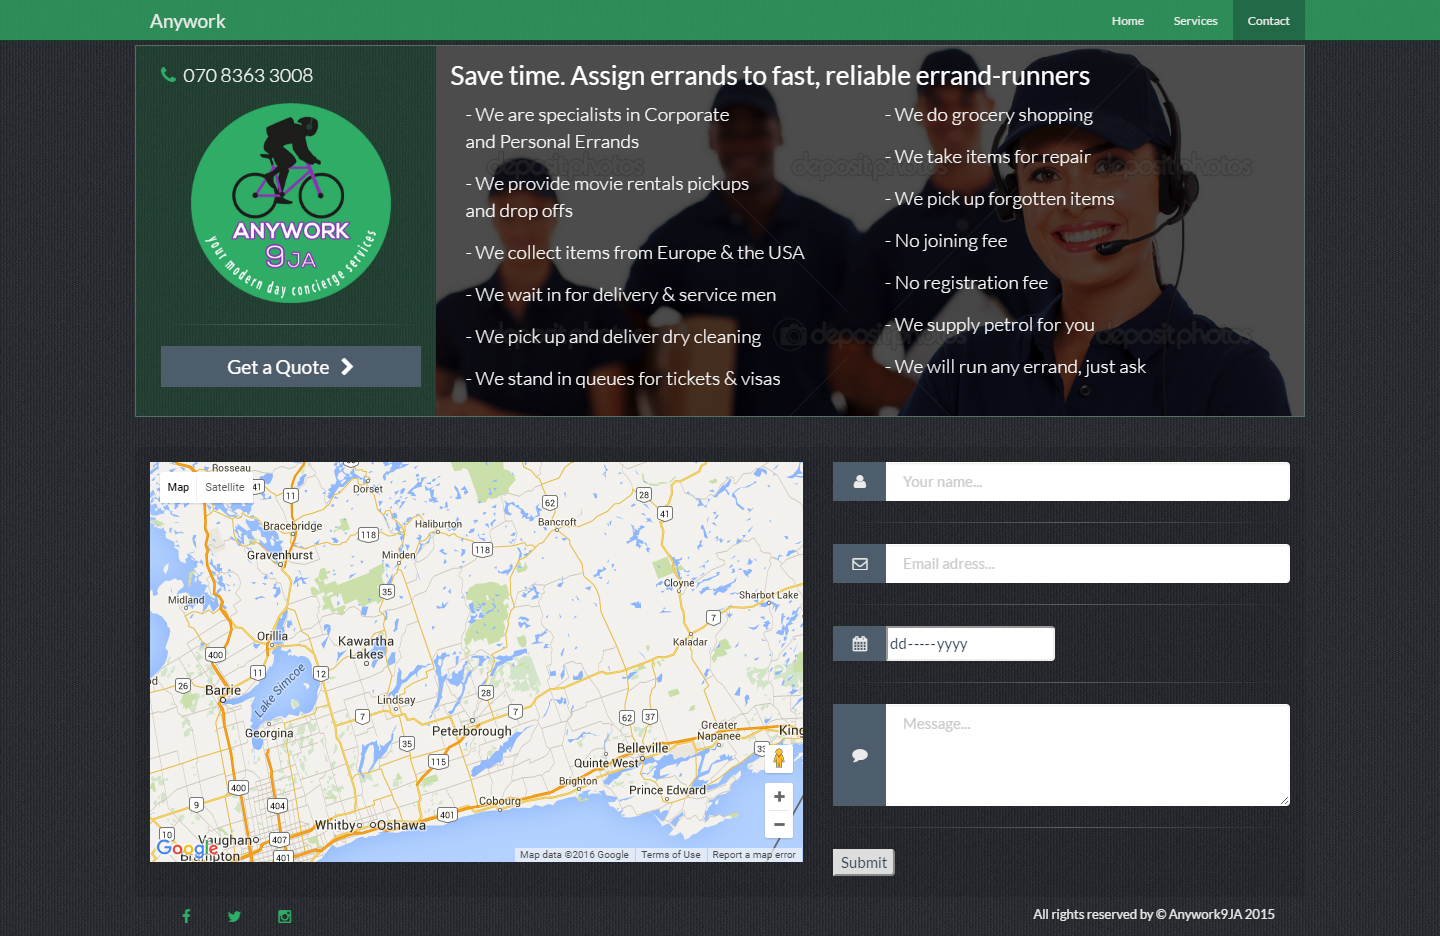 Anywork
Home
Services
Contact
070 8363 3008
ANYWORK
9JA
your modern day concierge services
Get a Quote
Save time. Assign errands to fast, reliable errand-runners
- We are specialists in Corporate
and Personal Errands
- We provide movie rentals pickups
and drop offs
- We collect items from Europe & the USA
- We wait in for delivery & service men
- We pick up and deliver dry cleaning
- We stand in queues for tickets & visas
- We do grocery shopping
- We take items for repair
- We pick up forgotten items
- No joining fee
- No registration fee
- We supply petrol for you
- We will run any errand, just ask
depositphotos
depositphotos
depositphotos
depositphotos
depositphotos
depositphotos
Rosseau
Map
Satellite
41
11
Dorset
35
62
28
41
Bracebridge
118
Haliburton
Bancroft
Gravenhurst
Minden
118
Midland
35
Cloyne
Sharbot Lake
7
Orillia
Kawartha
Lakes
Kaladar
400
11
12
26
Barrie
Lake Simcoe
28
Lindsay
7
7
62
37
Georgina
Peterborough
Greater
Napanee
King
35
Belleville
33
115
Quinte West
Brighton
Prince Edward
400
9
404
Cobourg
401
10
Vaughan
407
Whitby
Oshawa
Google
Brampton
401
Map data ©2016 Google
Terms of Use
Report a map error
Your name...
Email adress...
dd-----yyyy
Message...
Submit
All rights reserved by © Anywork9JA 2015